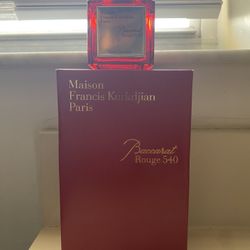 Maison
Francis Kurkdjian
Paris
Baccarat
Rouge 540